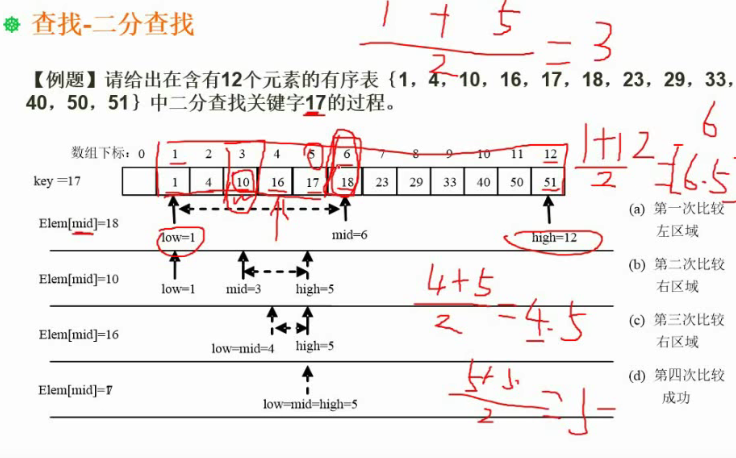 查找-二分查找
1 + 5
2
= 3
【例题】请给出在含有12个元素的有序表{1，4，10，16，17，18，23，29，33，
40，50，51}中二分查找关键字17的过程。
数组下标: 0 1 2 3 4 5 6 7 8 9 10 11 12
key =17 1 4 10 16 17 18 23 29 33 40 50 51
1+12
2
=[6.5]
6
Elem[mid]=18
low=1 mid=6 high=12
(a) 第一次比较
左区域
Elem[mid]=10
low=1 mid=3 high=5
(b) 第二次比较
右区域
4+5
2
=4.5
Elem[mid]=16
low=mid=4 high=5
(c) 第三次比较
右区域
Elem[mid]=17
low=mid=high=5
(d) 第四次比较
成功
5+5
2
=5